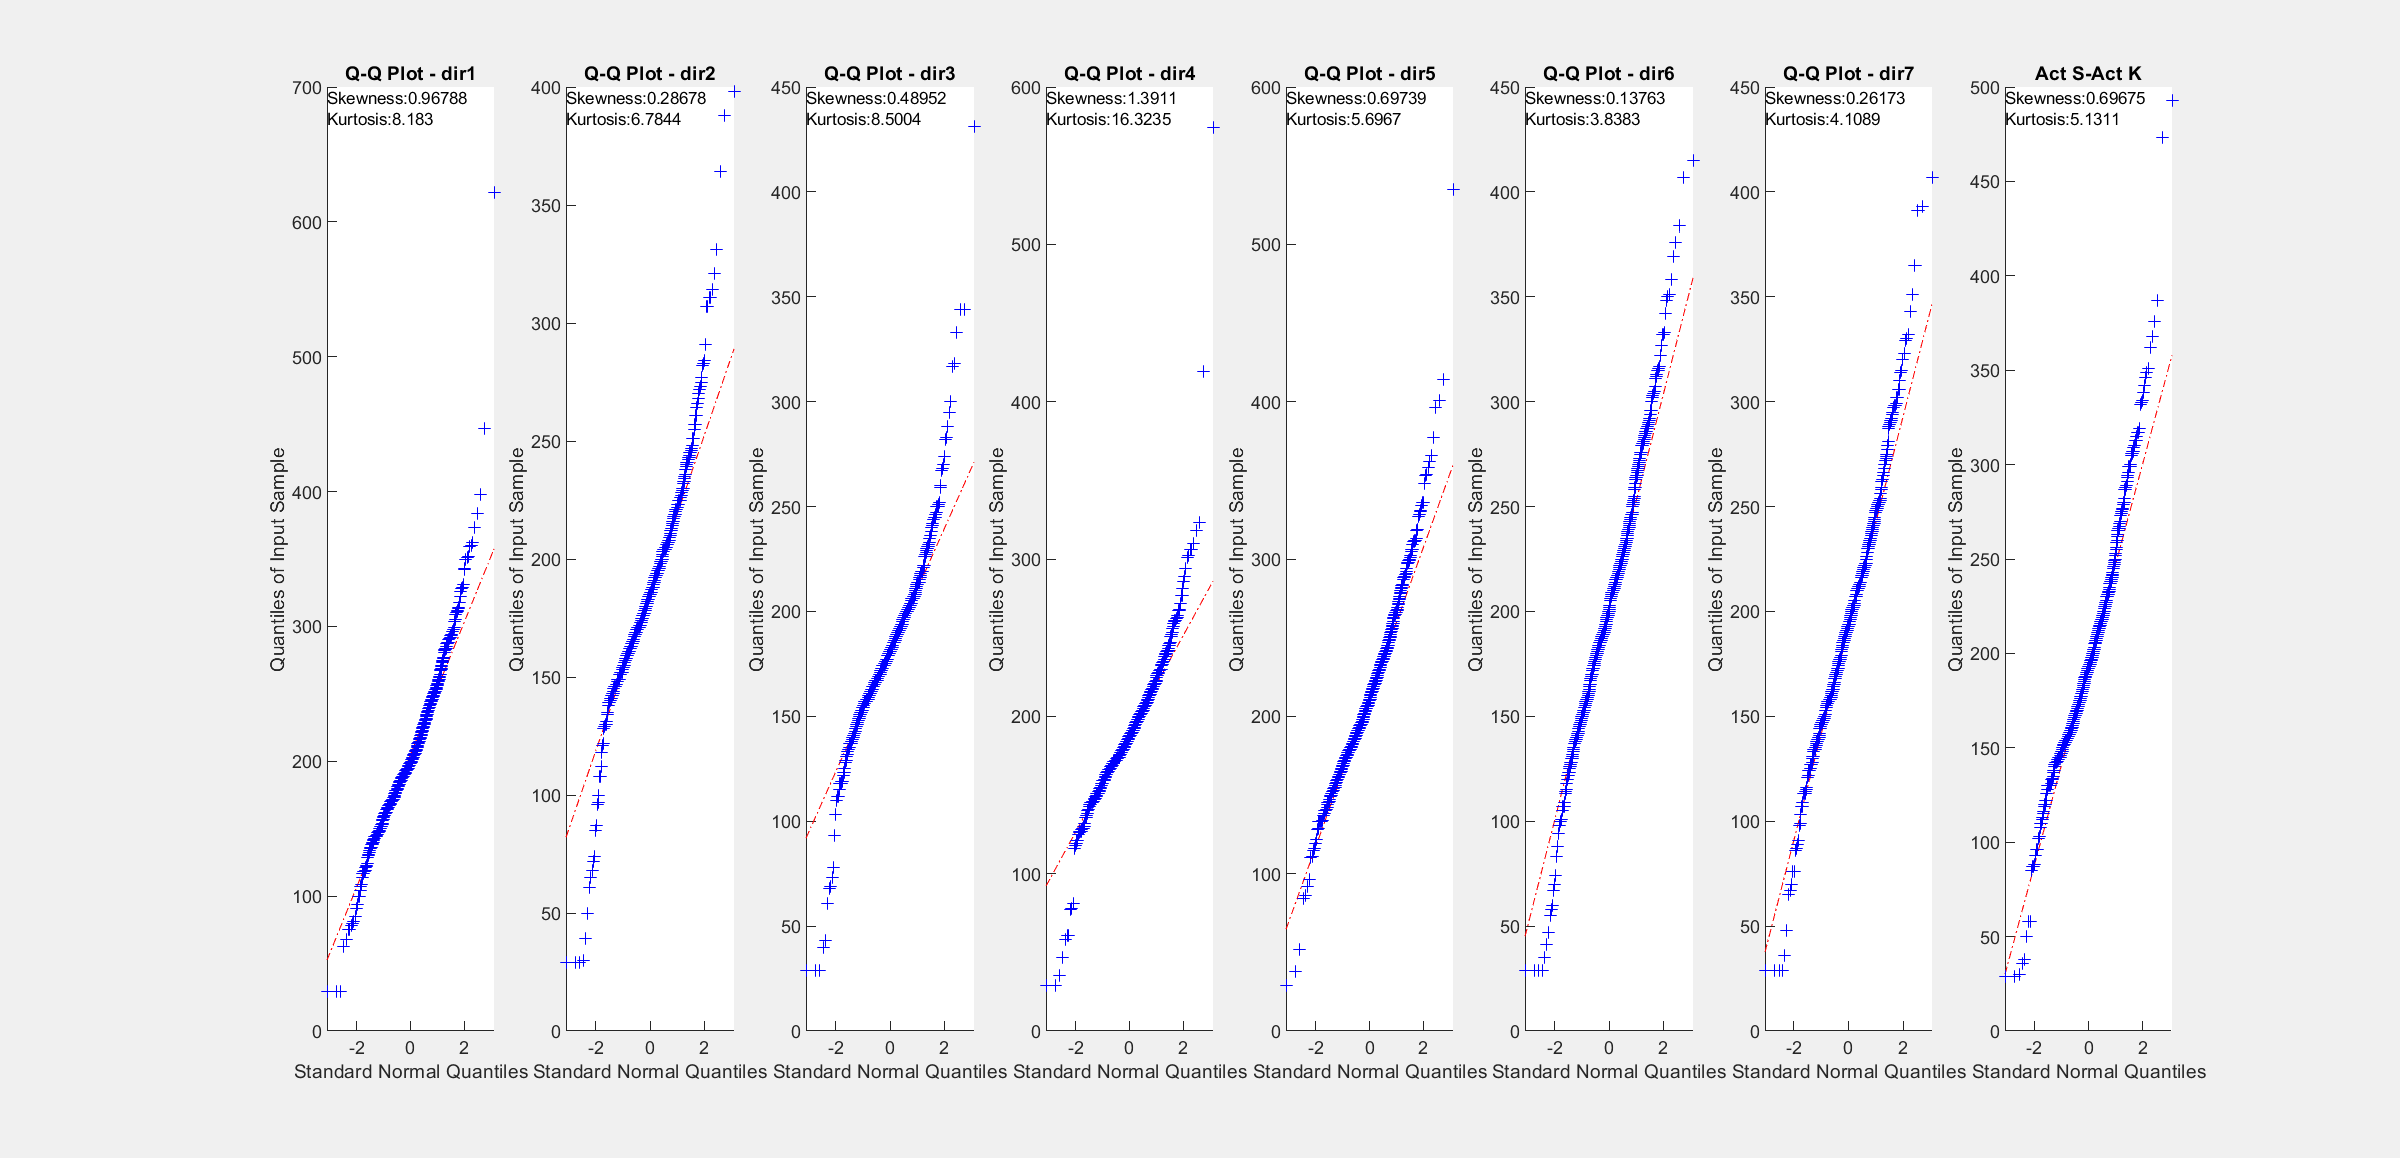 Q-Q Plot - dir1
Skewness:0.96788
Kurtosis:8.183
700
600
500
400
300
200
100
0
-2 0 2
Quantiles of Input Sample
Standard Normal Quantiles
Q-Q Plot - dir2
Skewness:0.28678
Kurtosis:6.7844
400
350
300
250
200
150
100
50
0
-2 0 2
Quantiles of Input Sample
Standard Normal Quantiles
Q-Q Plot - dir3
Skewness:0.48952
Kurtosis:8.5004
450
400
350
300
250
200
150
100
50
0
-2 0 2
Quantiles of Input Sample
Standard Normal Quantiles
Q-Q Plot - dir4
Skewness:1.3911
Kurtosis:16.3235
600
500
400
300
200
100
0
-2 0 2
Quantiles of Input Sample
Standard Normal Quantiles
Q-Q Plot - dir5
Skewness:0.69739
Kurtosis:5.6967
600
500
400
300
200
100
0
-2 0 2
Quantiles of Input Sample
Standard Normal Quantiles
Q-Q Plot - dir6
Skewness:0.13763
Kurtosis:3.8383
450
400
350
300
250
200
150
100
50
0
-2 0 2
Quantiles of Input Sample
Standard Normal Quantiles
Q-Q Plot - dir7
Skewness:0.26173
Kurtosis:4.1089
450
400
350
300
250
200
150
100
50
0
-2 0 2
Quantiles of Input Sample
Standard Normal Quantiles
Act S-Act K
Skewness:0.69675
Kurtosis:5.1311
500
450
400
350
300
250
200
150
100
50
0
-2 0 2
Quantiles of Input Sample
Standard Normal Quantiles